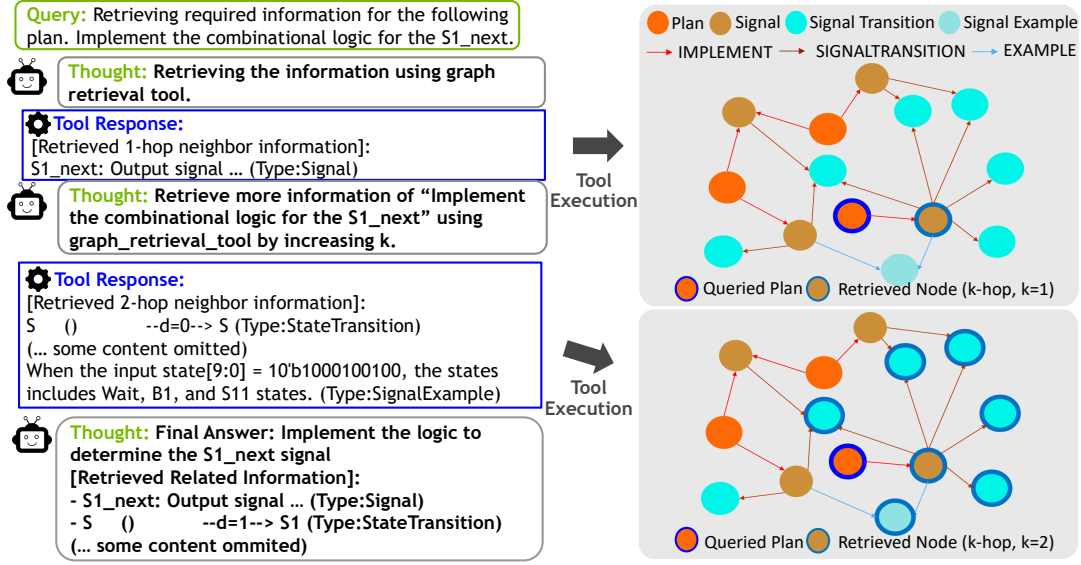 Query: Retrieving required information for the following
plan. Implement the combinational logic for the S1_next.
Thought: Retrieving the information using graph
retrieval tool.
Tool Response:
[Retrieved 1-hop neighbor information]:
S1_next: Output signal ... (Type:Signal)
Thought: Retrieve more information of “Implement
the combinational logic for the S1_next” using
graph_retrieval_tool by increasing k.
Tool Response:
[Retrieved 2-hop neighbor information]:
S () --d=0--> S (Type:StateTransition)
(... some content omitted)
When the input state[9:0] = 10'b1000100100, the states
includes Wait, B1, and S11 states. (Type:SignalExample)
Thought: Final Answer: Implement the logic to
determine the S1_next signal
[Retrieved Related Information]:
- S1_next: Output signal ... (Type:Signal)
- S () --d=1--> S1 (Type:StateTransition)
(... some content ommited)
Tool
Execution
Tool
Execution
Plan Signal Signal Transition Signal Example
IMPLEMENT SIGNALTRANSITION EXAMPLE
Queried Plan Retrieved Node (k-hop, k=1)
Queried Plan Retrieved Node (k-hop, k=2)